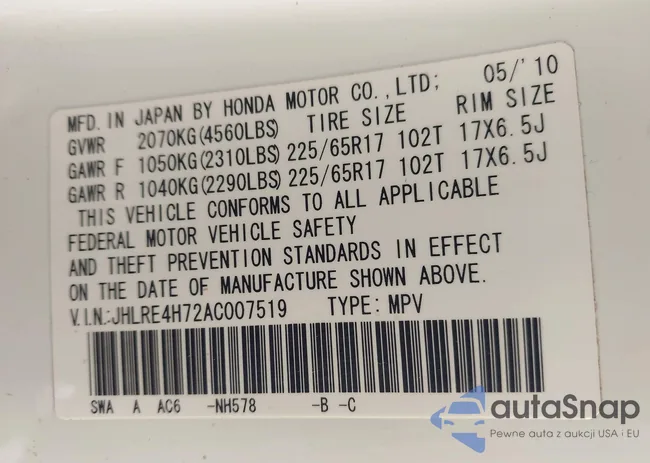 MFD. IN JAPAN BY HONDA MOTOR CO.,LTD; 05/'10
GVWR 2070KG(4560LBS) TIRE SIZE RIM SIZE
GAWR F 1050KG(2310LBS) 225/65R17 102T 17X6.5J
GAWR R 1040KG(2290LBS) 225/65R17 102T 17X6.5J
THIS VEHICLE CONFORMS TO ALL APPLICABLE
FEDERAL MOTOR VEHICLE SAFETY
AND THEFT PREVENTION STANDARDS IN EFFECT
ON THE DATE OF MANUFACTURE SHOWN ABOVE.
V.I.N.:JHLRE4H72AC007519 TYPE: MPV
SWA A AC6 -NH578 -B -C
autaSnap
Pewne auta z aukcji USA i EU